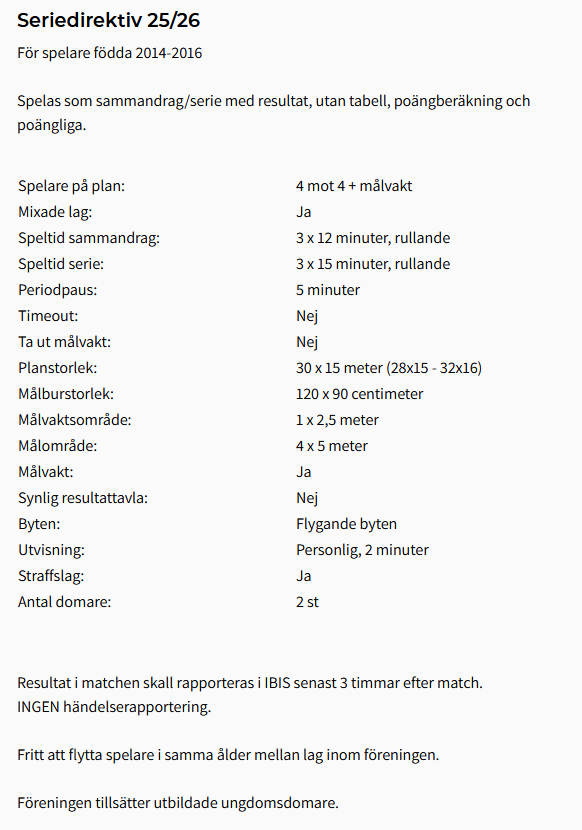 Seriedirektiv 25/26
För spelare födda 2014-2016
Spelas som sammandrag/serie med resultat, utan tabell, poängberäkning och
poängliga.
Spelare på plan: 4 mot 4 + målvakt
Mixade lag: Ja
Speltid sammandrag: 3 x 12 minuter, rullande
Speltid serie: 3 x 15 minuter, rullande
Periodpaus: 5 minuter
Timeout: Nej
Ta ut målvakt: Nej
Planstorlek: 30 x 15 meter (28x15 - 32x16)
Målburstorlek: 120 x 90 centimeter
Målvaktsområde: 1 x 2,5 meter
Målområde: 4 x 5 meter
Målvakt: Ja
Synlig resultattavla: Nej
Byten: Flygande byten
Utvisning: Personlig, 2 minuter
Straffslag: Ja
Antal domare: 2 st
Resultat i matchen skall rapporteras i IBIS senast 3 timmar efter match.
INGEN händelserapportering.
Fritt att flytta spelare i samma ålder mellan lag inom föreningen.
Föreningen tillsätter utbildade ungdomsdomare.